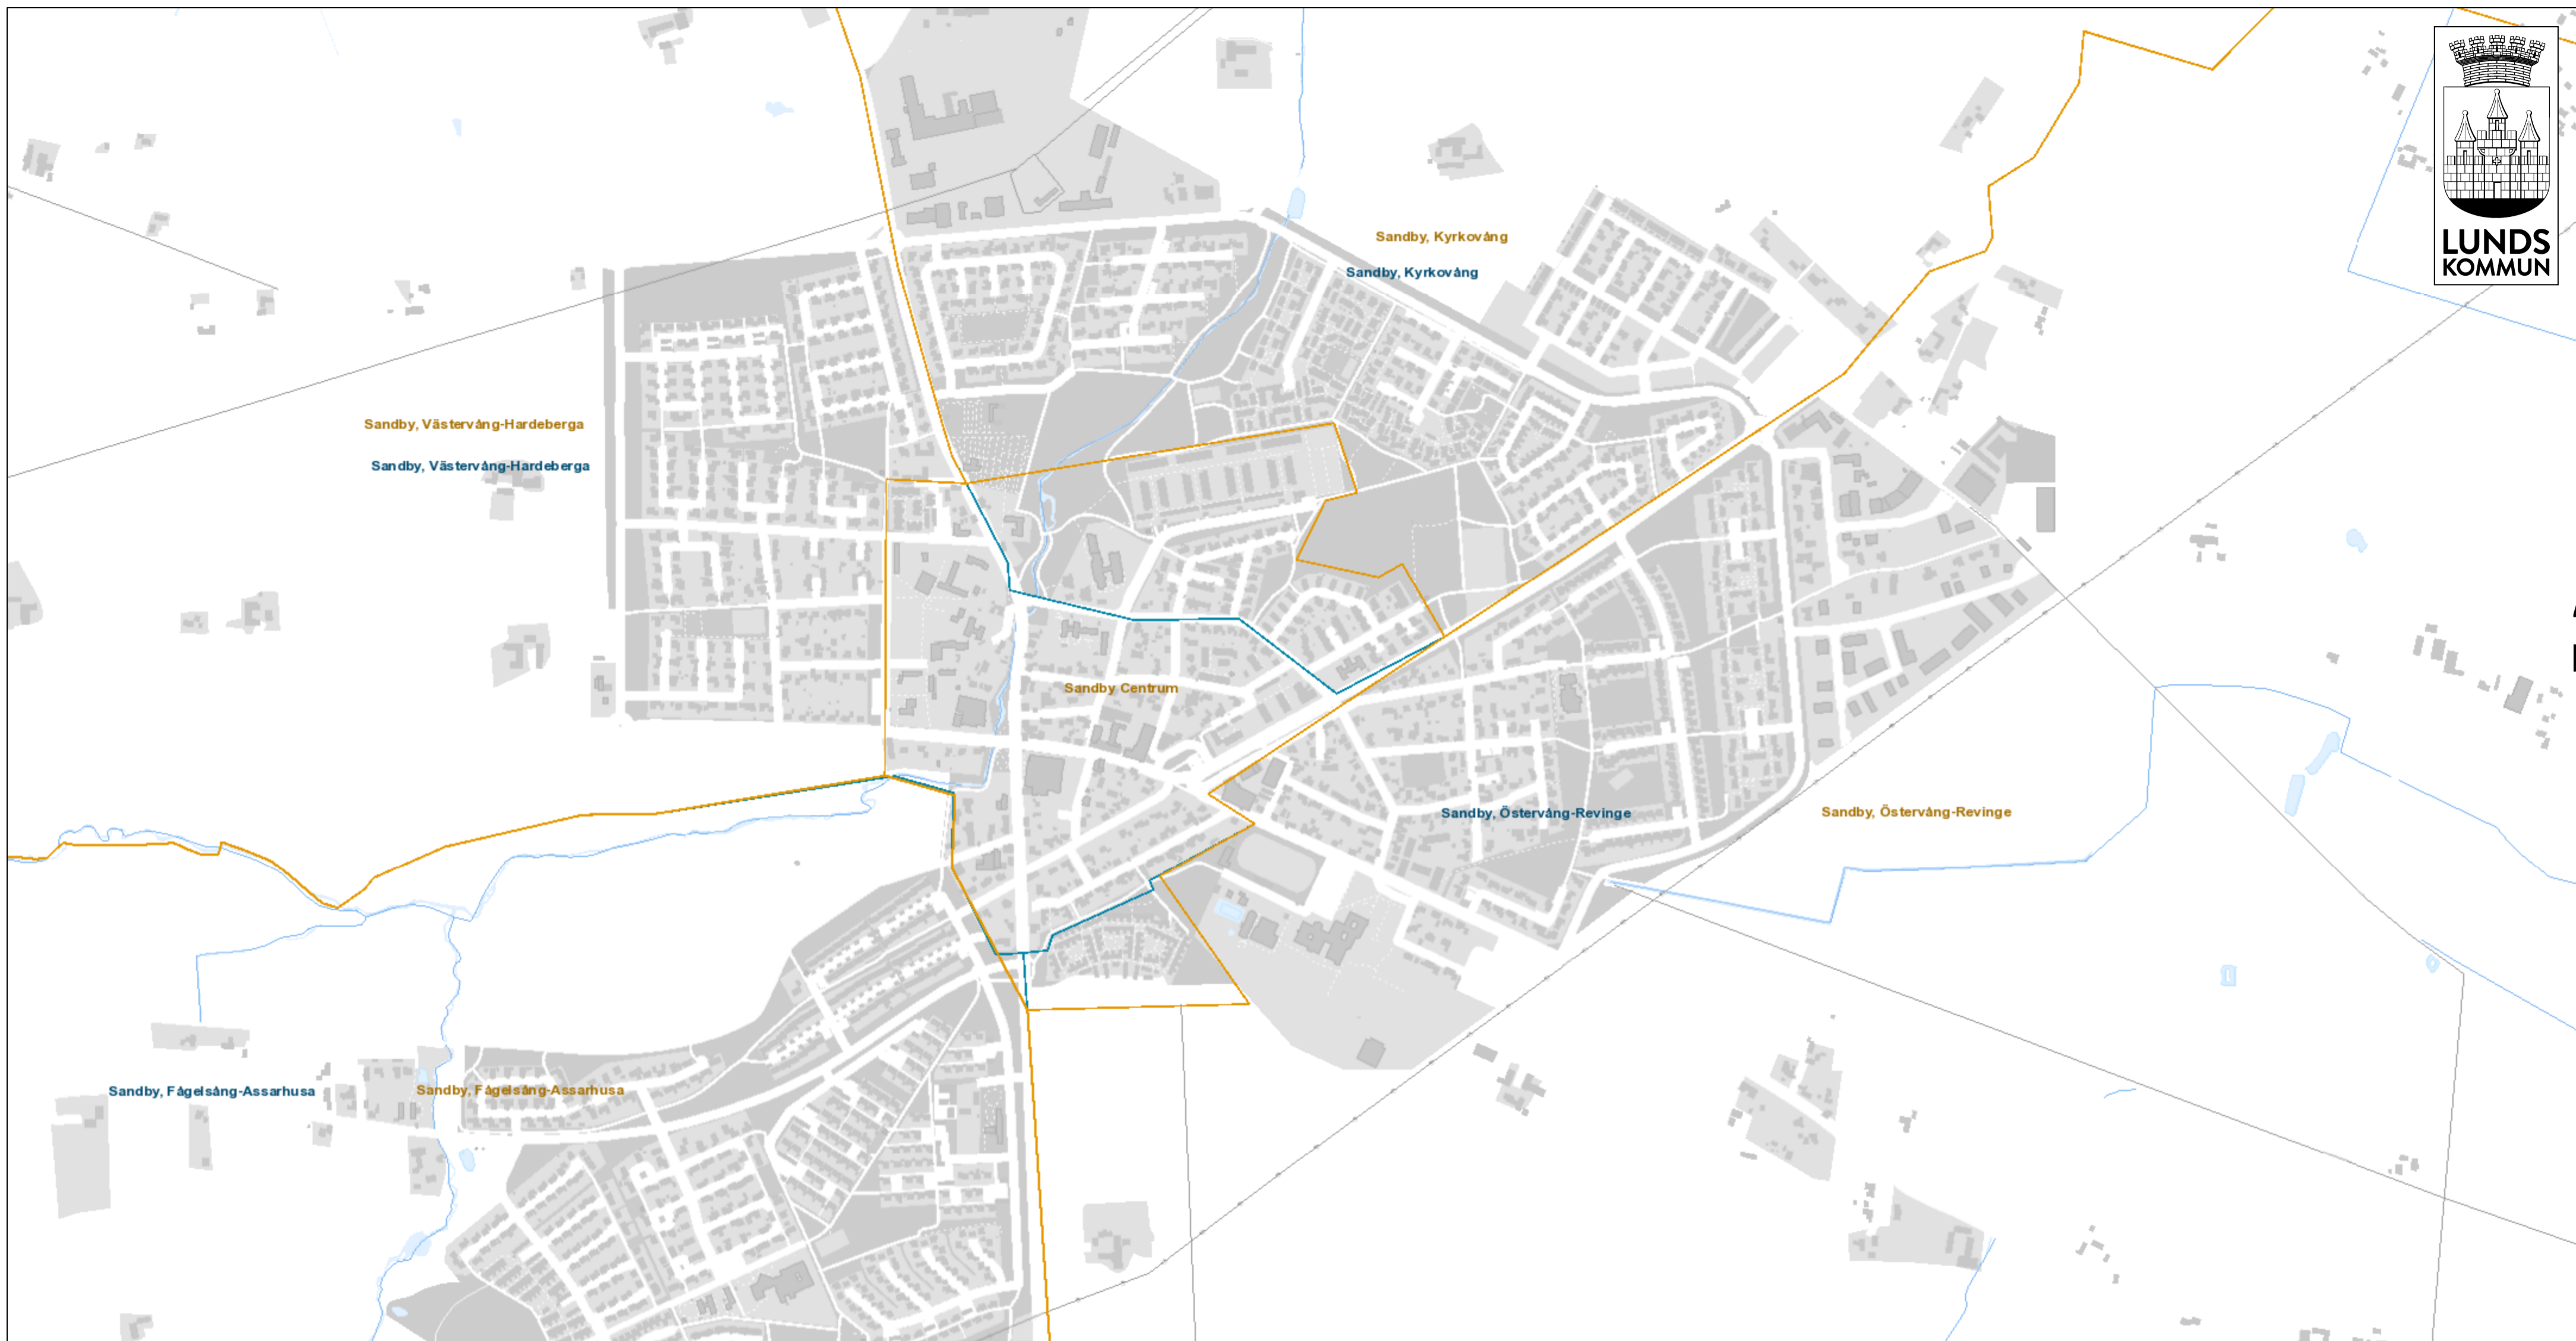 Sandby, Kyrkovång
Sandby, Kyrkovång
LUNDS
KOMMUN
Sandby, Västervång-Hardeberga
Sandby, Västervång-Hardeberga
Sandby Centrum
Sandby, Östervång-Revinge
Sandby, Östervång-Revinge
Sandby, Fågelsång-Assarhusa
Sandby, Fågelsång-Assarhusa